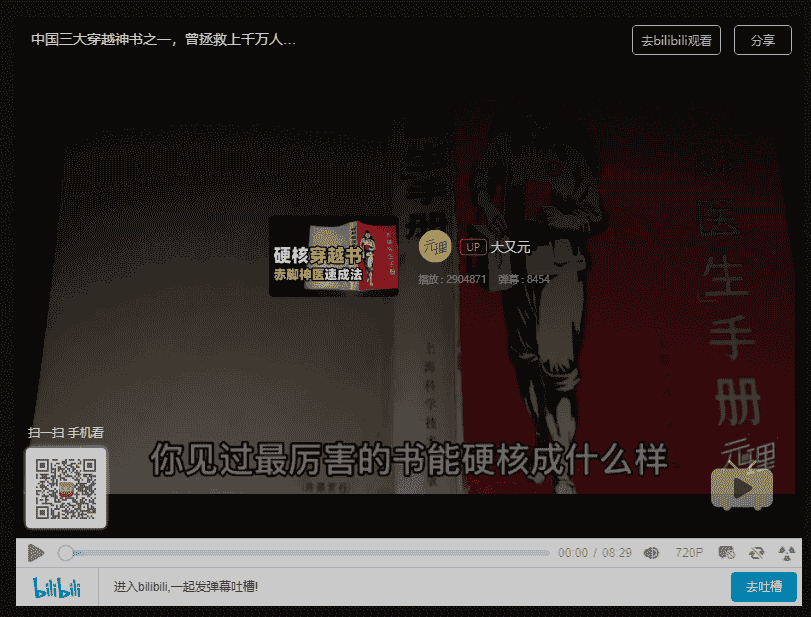 中国三大穿越神书之一，曾拯救上千万人...
去bilibili观看
分享
生手册
医生手册
硬核穿越书
赤脚神医速成法
元理
UP
大又元
播放 : 2904871
弹幕 : 8454
上海科学技术
扫一扫 手机看
你见过最厉害的书能硬核成什么样
元理
00:00 / 08:29
720P
bilibili
进入bilibili,一起发弹幕吐槽!
去吐槽